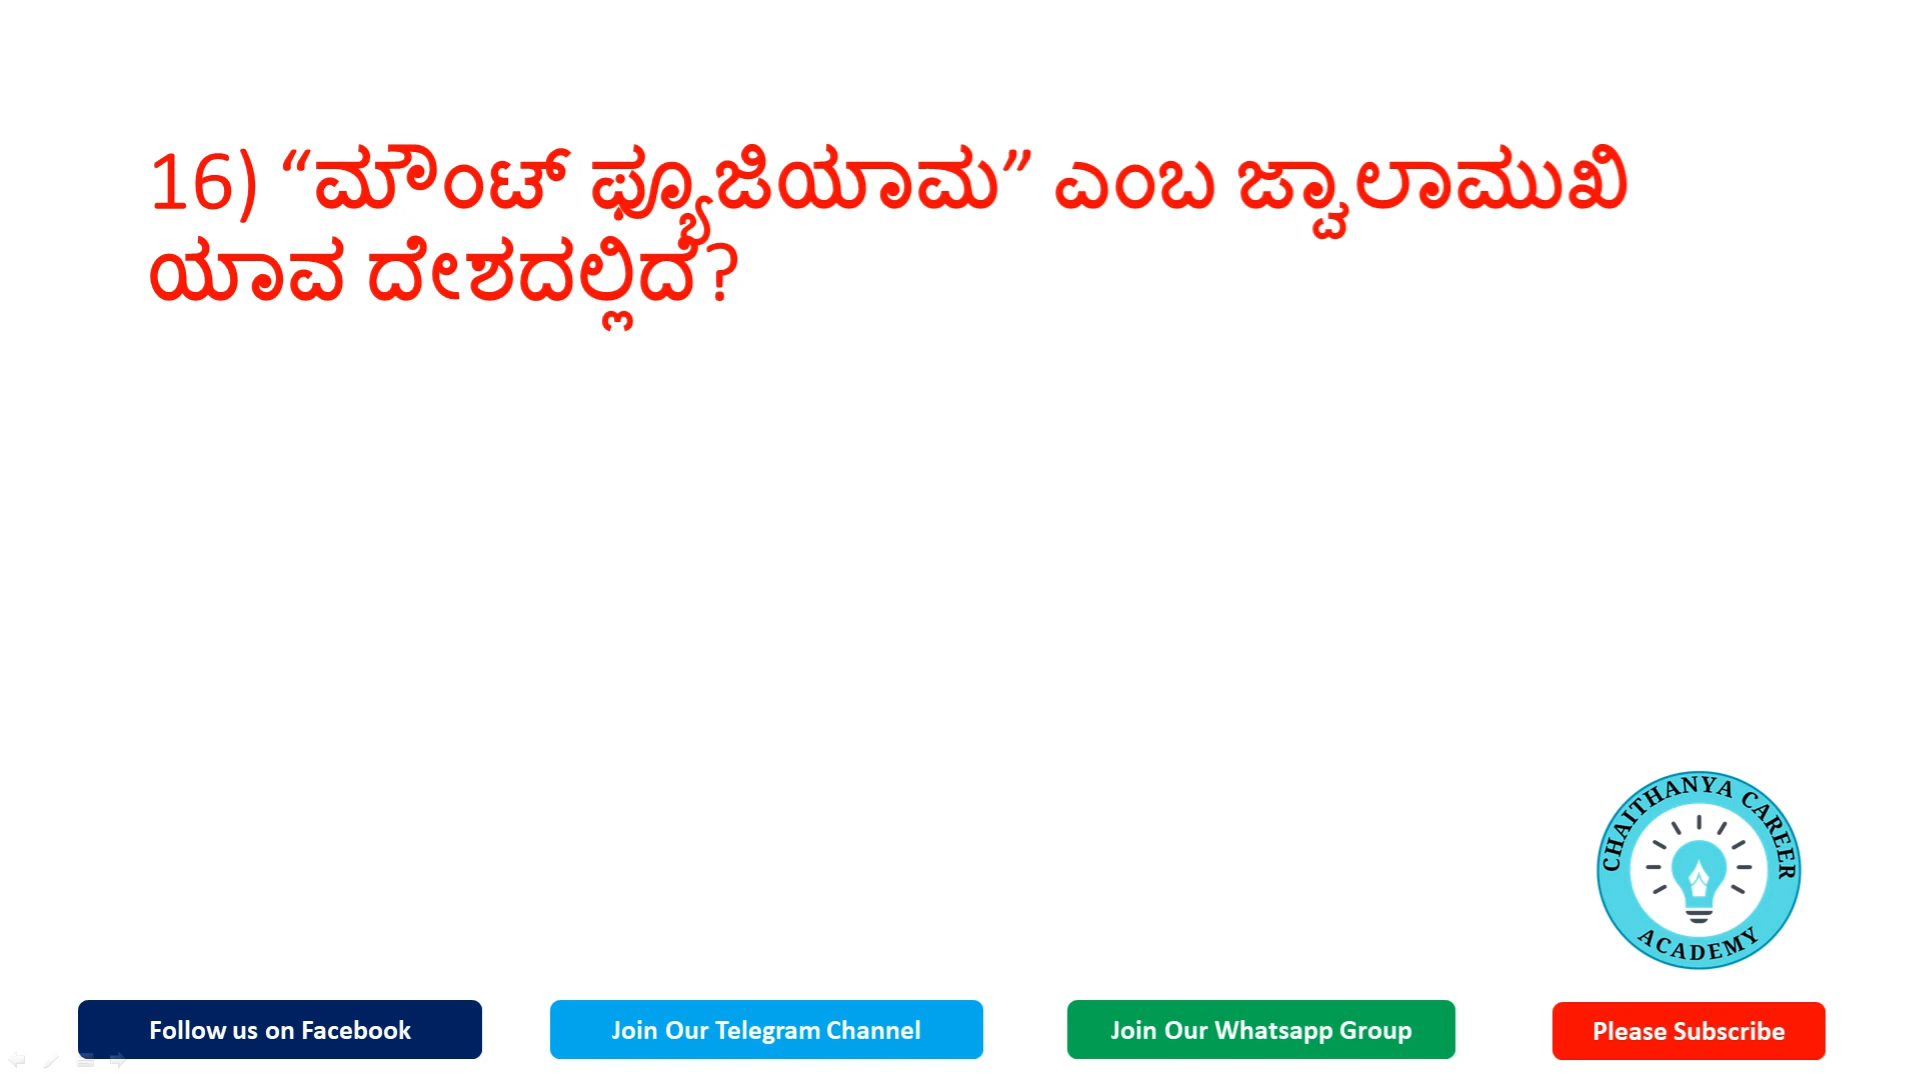 16) “ಮೌಂಟ್ ಫ್ಯೂಜಿಯಾಮ” ಎಂಬ ಜ್ವಾಲಾಮುಖಿ
ಯಾವ ದೇಶದಲ್ಲಿದೆ?
CHAITHANYA CAREER
ACADEMY
Follow us on Facebook
Join Our Telegram Channel
Join Our Whatsapp Group
Please Subscribe